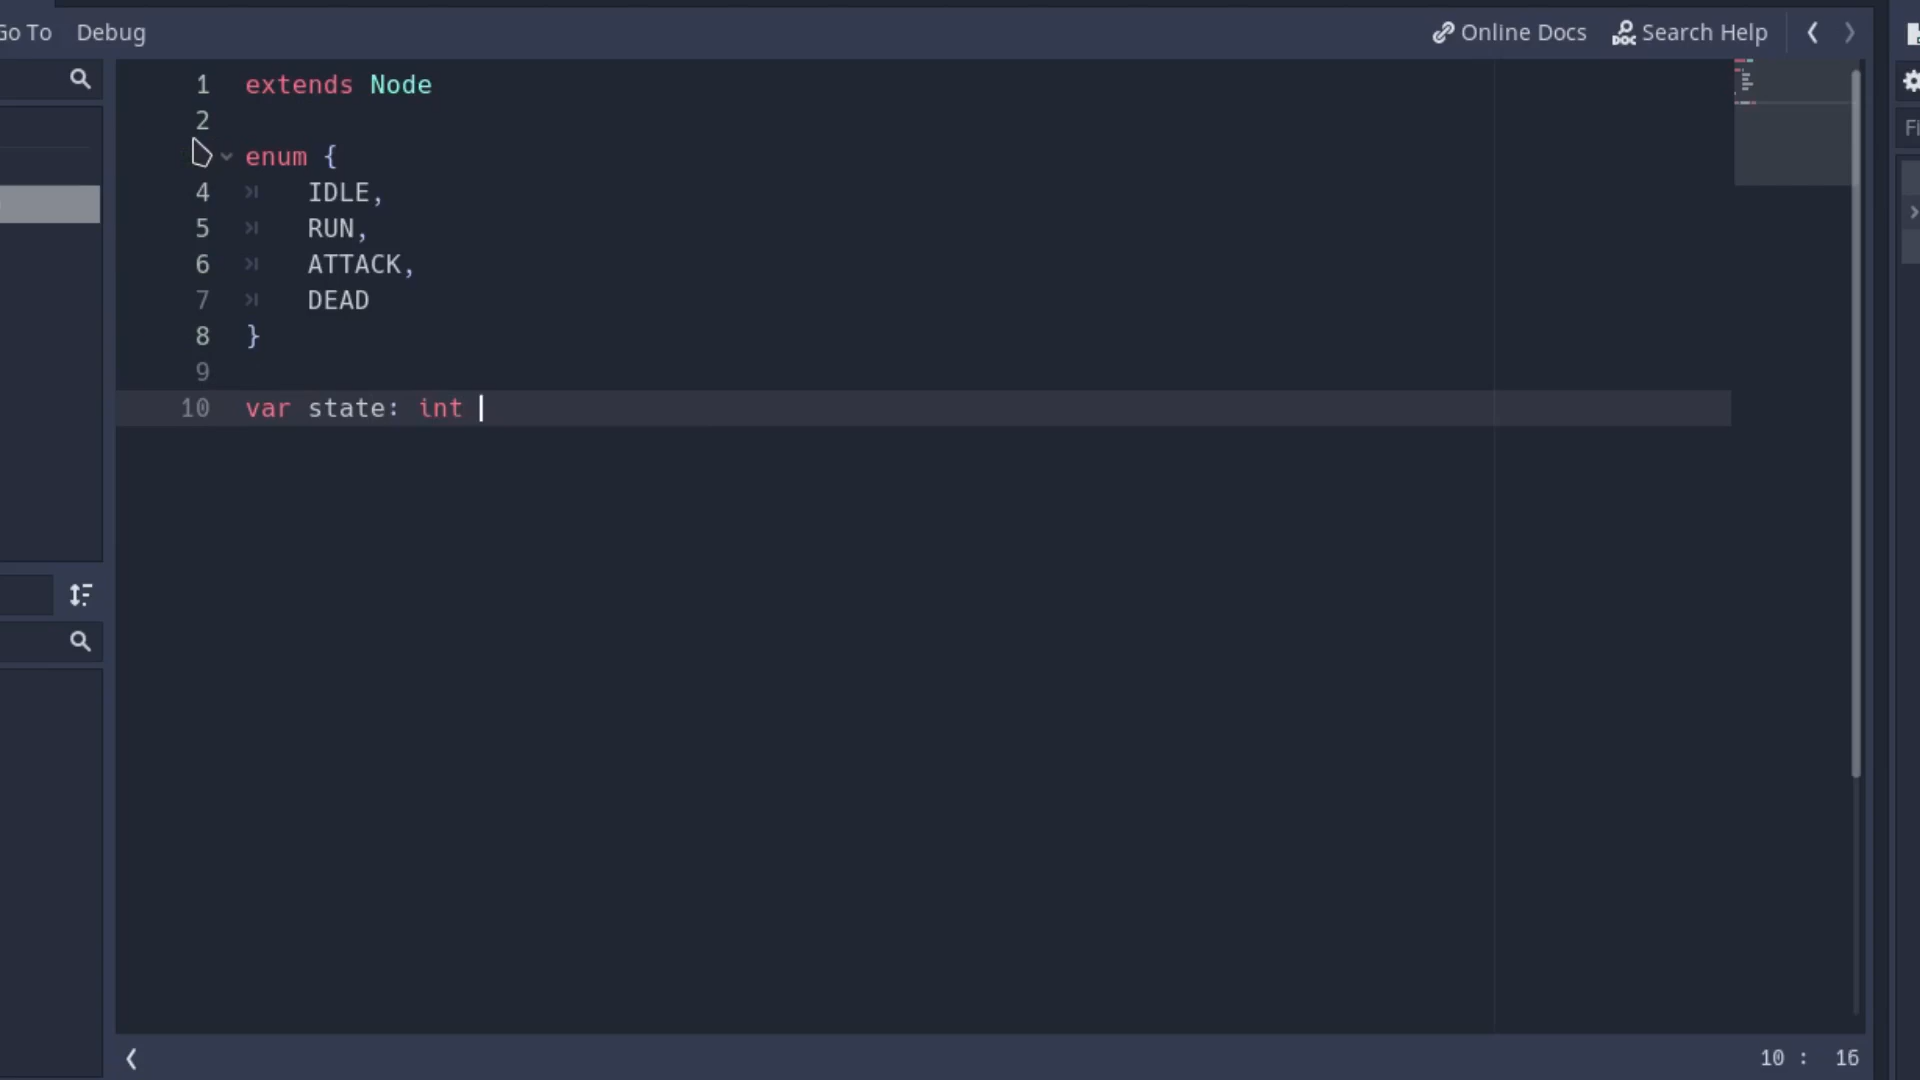 Go To Debug Online Docs Search Help
1 extends Node
2
enum {
4 IDLE,
5 RUN,
6 ATTACK,
7 DEAD
8 }
9
10 var state: int
10 : 16